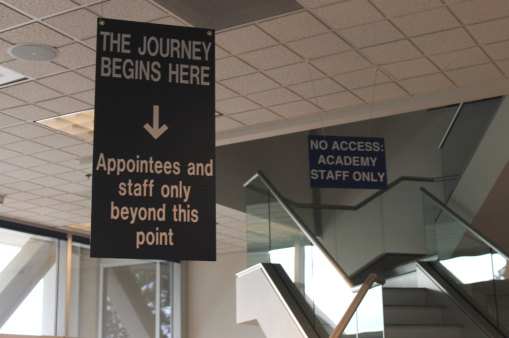 THE JOURNEY
BEGINS HERE
Appointees and
staff only
beyond this
point
NO ACCESS:
ACADEMY
STAFF ONLY